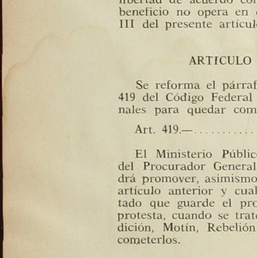 libertad de acuerdo con
beneficio no opera en
III del presente artícul
ARTICULO
Se reforma el párraf
419 del Código Federal
nales para quedar com
Art. 419.—..........
El Ministerio Públic
del Procurador General
drá promover, asimismo
artículo anterior y cual
tado que guarde el pro
protesta, cuando se trat
dición, Motín, Rebelión
cometerlos.